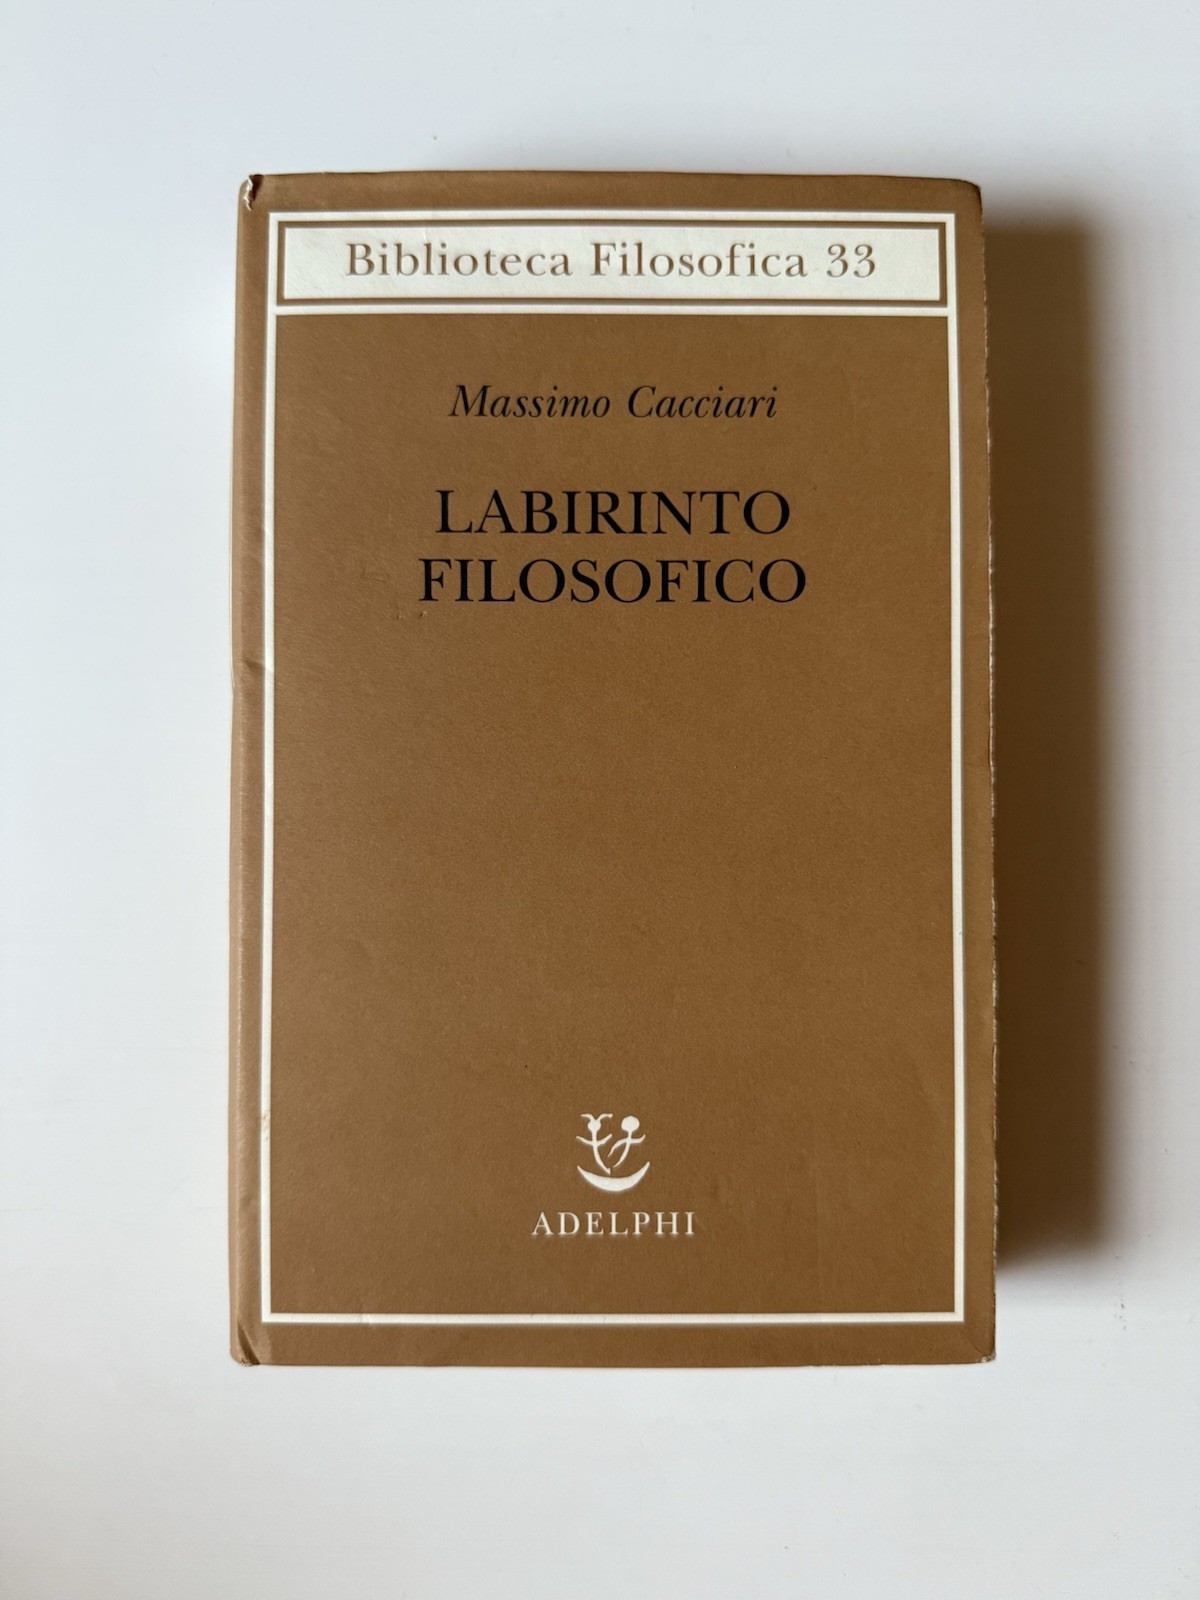 Biblioteca Filosofica 33
Massimo Cacciari
LABIRINTO
FILOSOFICO
ADELPHI